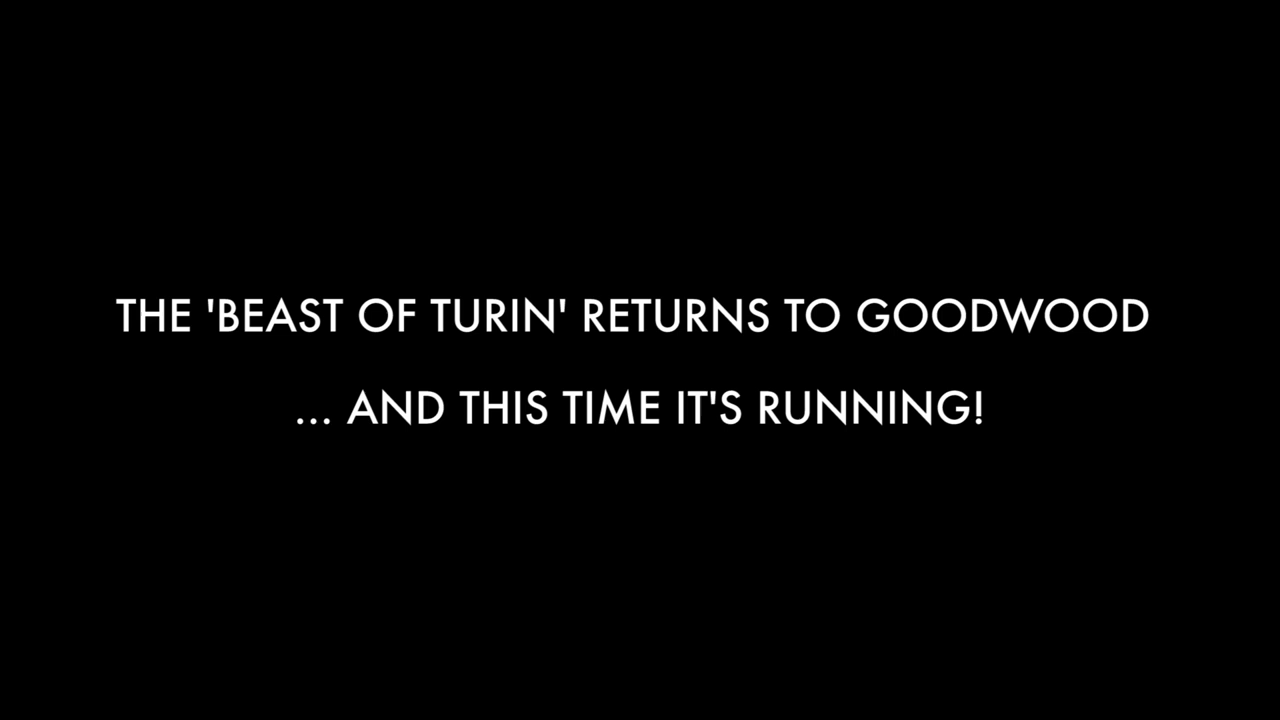 THE 'BEAST OF TURIN' RETURNS TO GOODWOOD
... AND THIS TIME IT'S RUNNING!